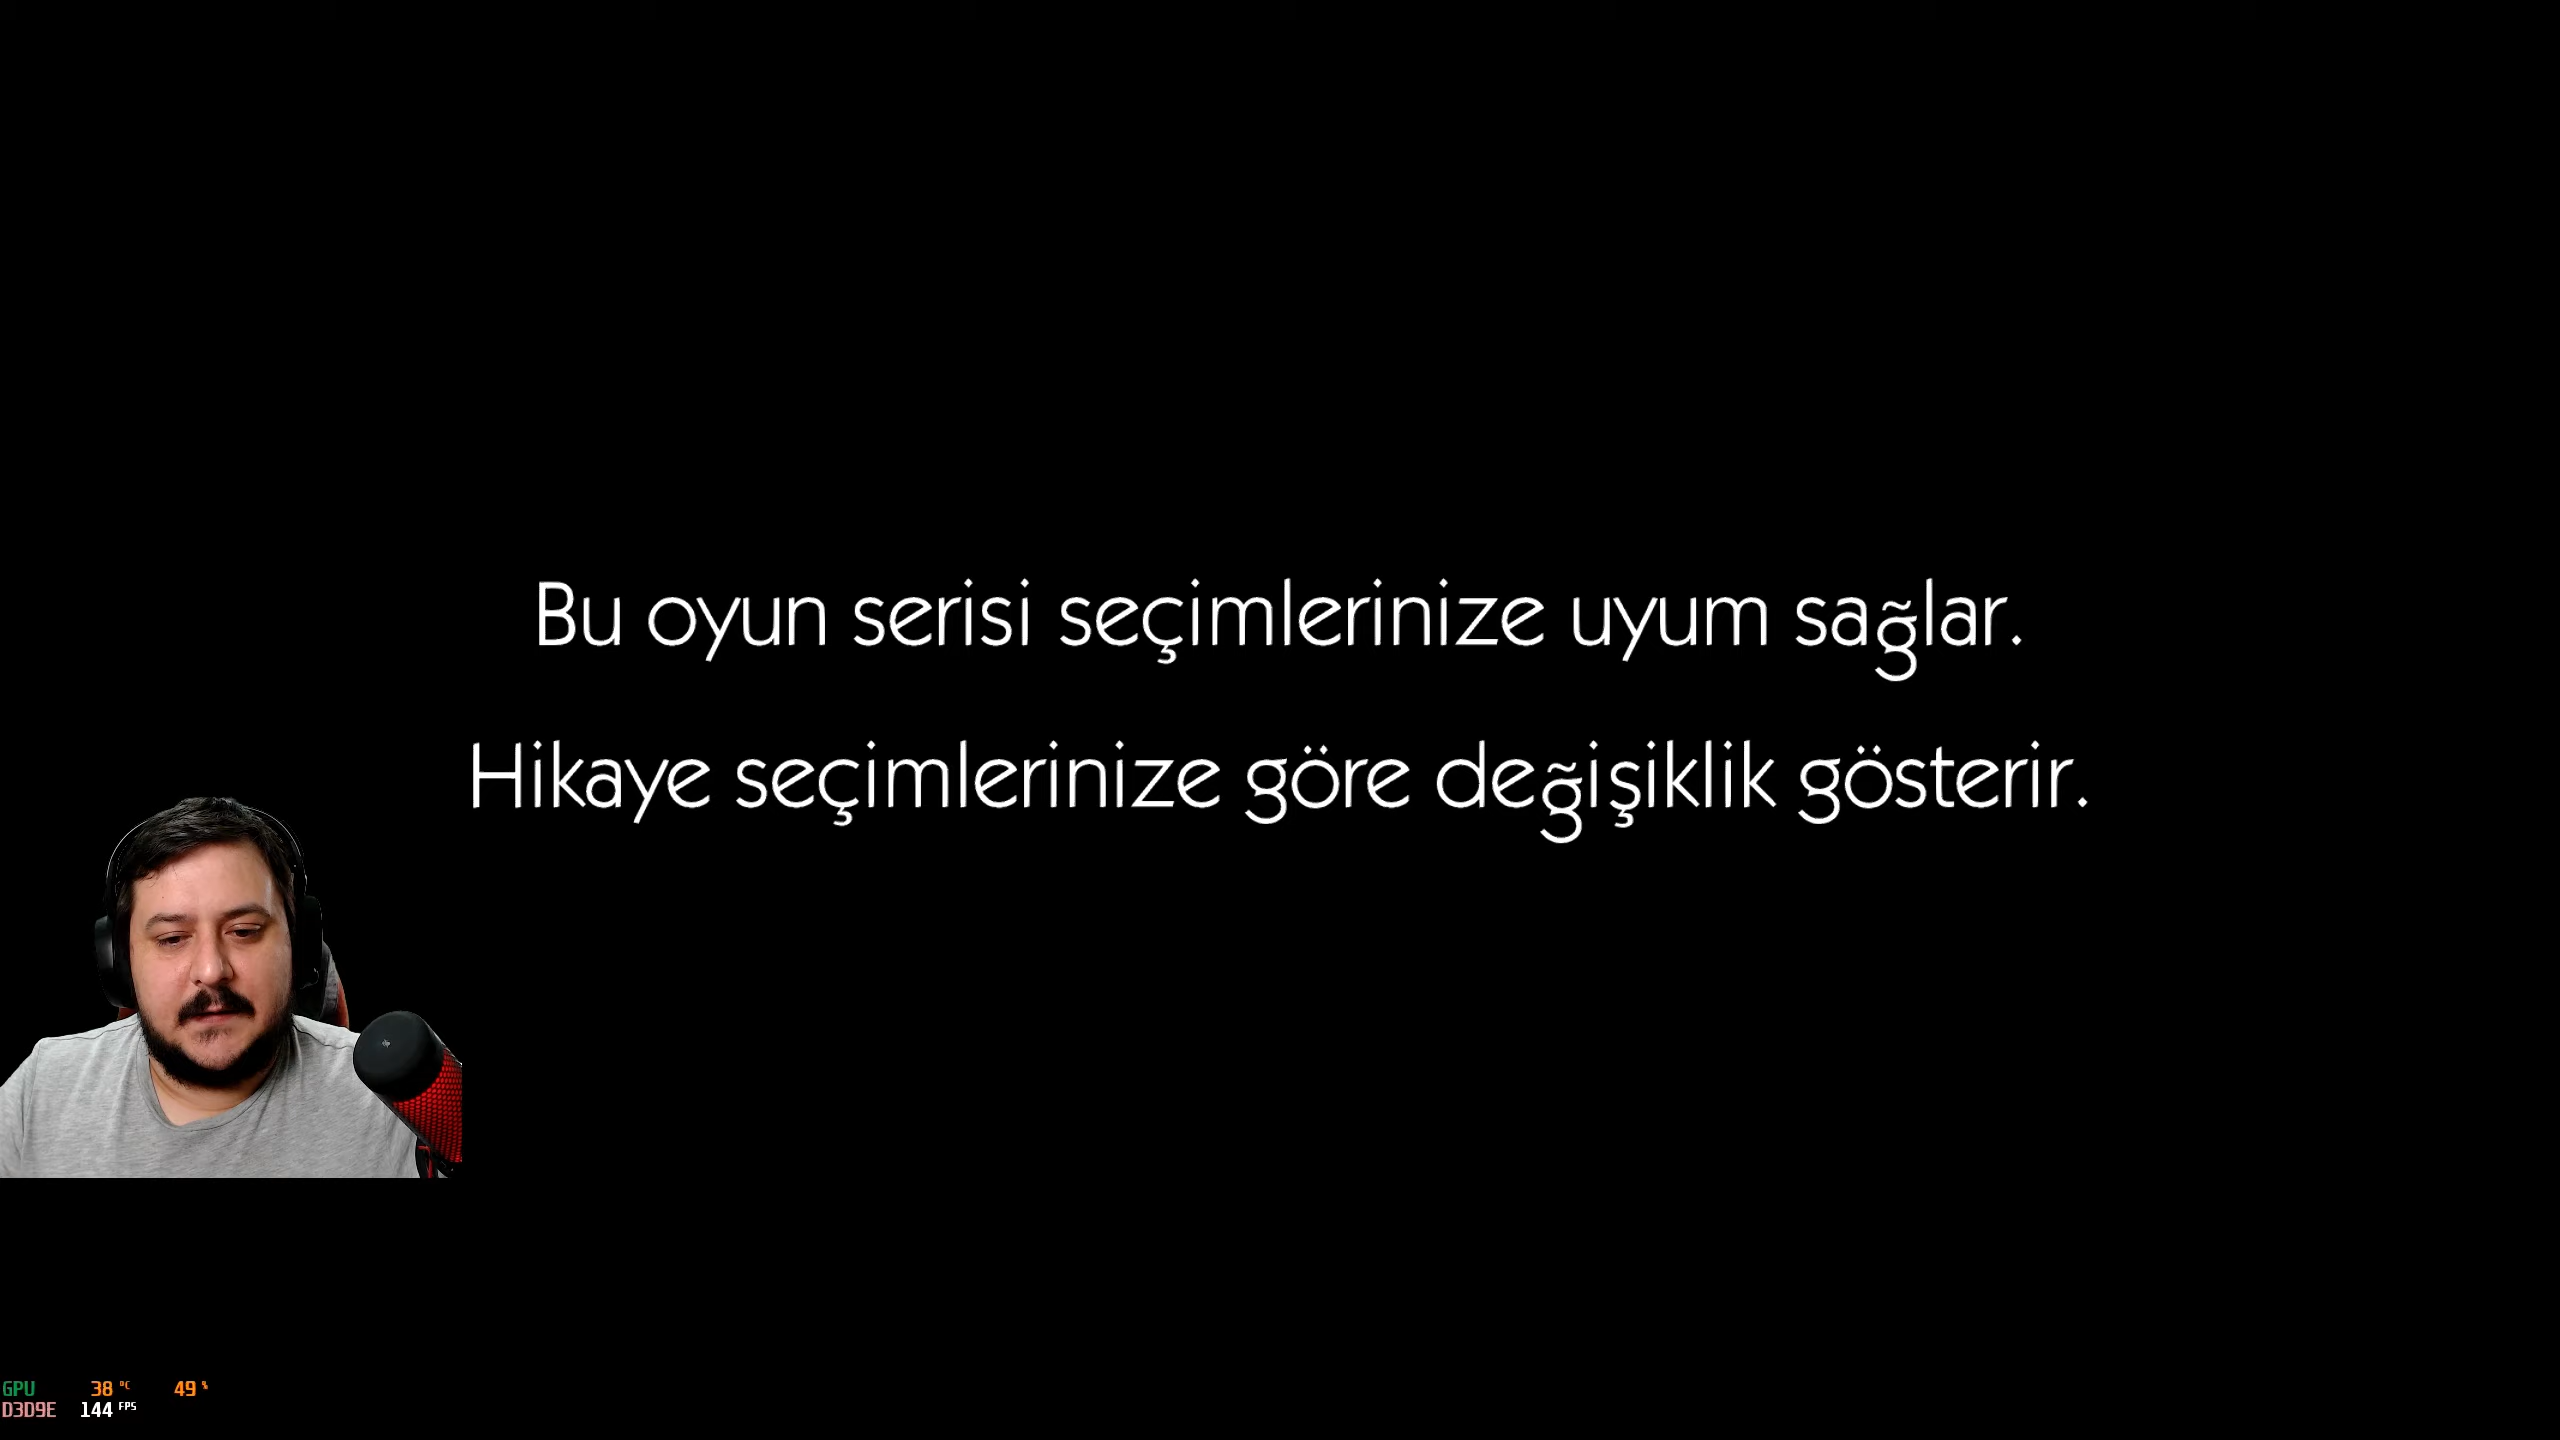 Bu oyun serisi seçimlerinize uyum sağlar.
Hikaye seçimlerinize göre değişiklik gösterir.
GPU 38 °C 49 %
D3D9E 144 FPS